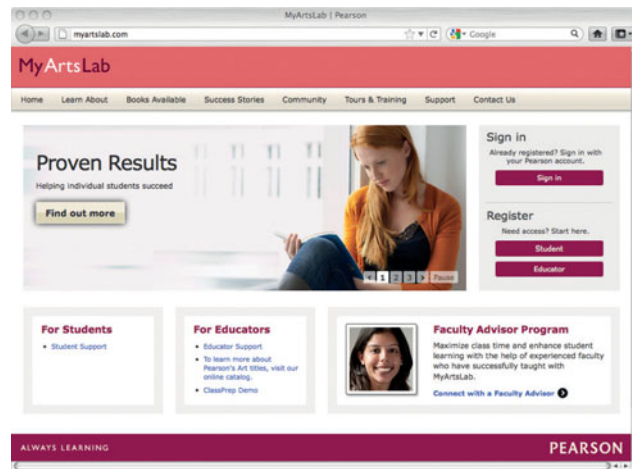 MyArtsLab | Pearson
myartslab.com
Google
MyArtsLab
Home Learn About Books Available Success Stories Community Tours & Training Support Contact Us
Proven Results
Helping individual students succeed
Find out more
< 1 2 3 > Pause
Sign in
Already registered? Sign in with
your Pearson account.
Sign in
Register
Need access? Start here.
Student
Educator
For Students
• Student Support
For Educators
• Educator Support
• To learn more about
Pearson's Art titles, visit our
online catalog.
• ClassPrep Demo
Faculty Advisor Program
Maximize class time and enhance student
learning with the help of experienced faculty
who have successfully taught with
MyArtsLab.
Connect with a Faculty Advisor
ALWAYS LEARNING
PEARSON